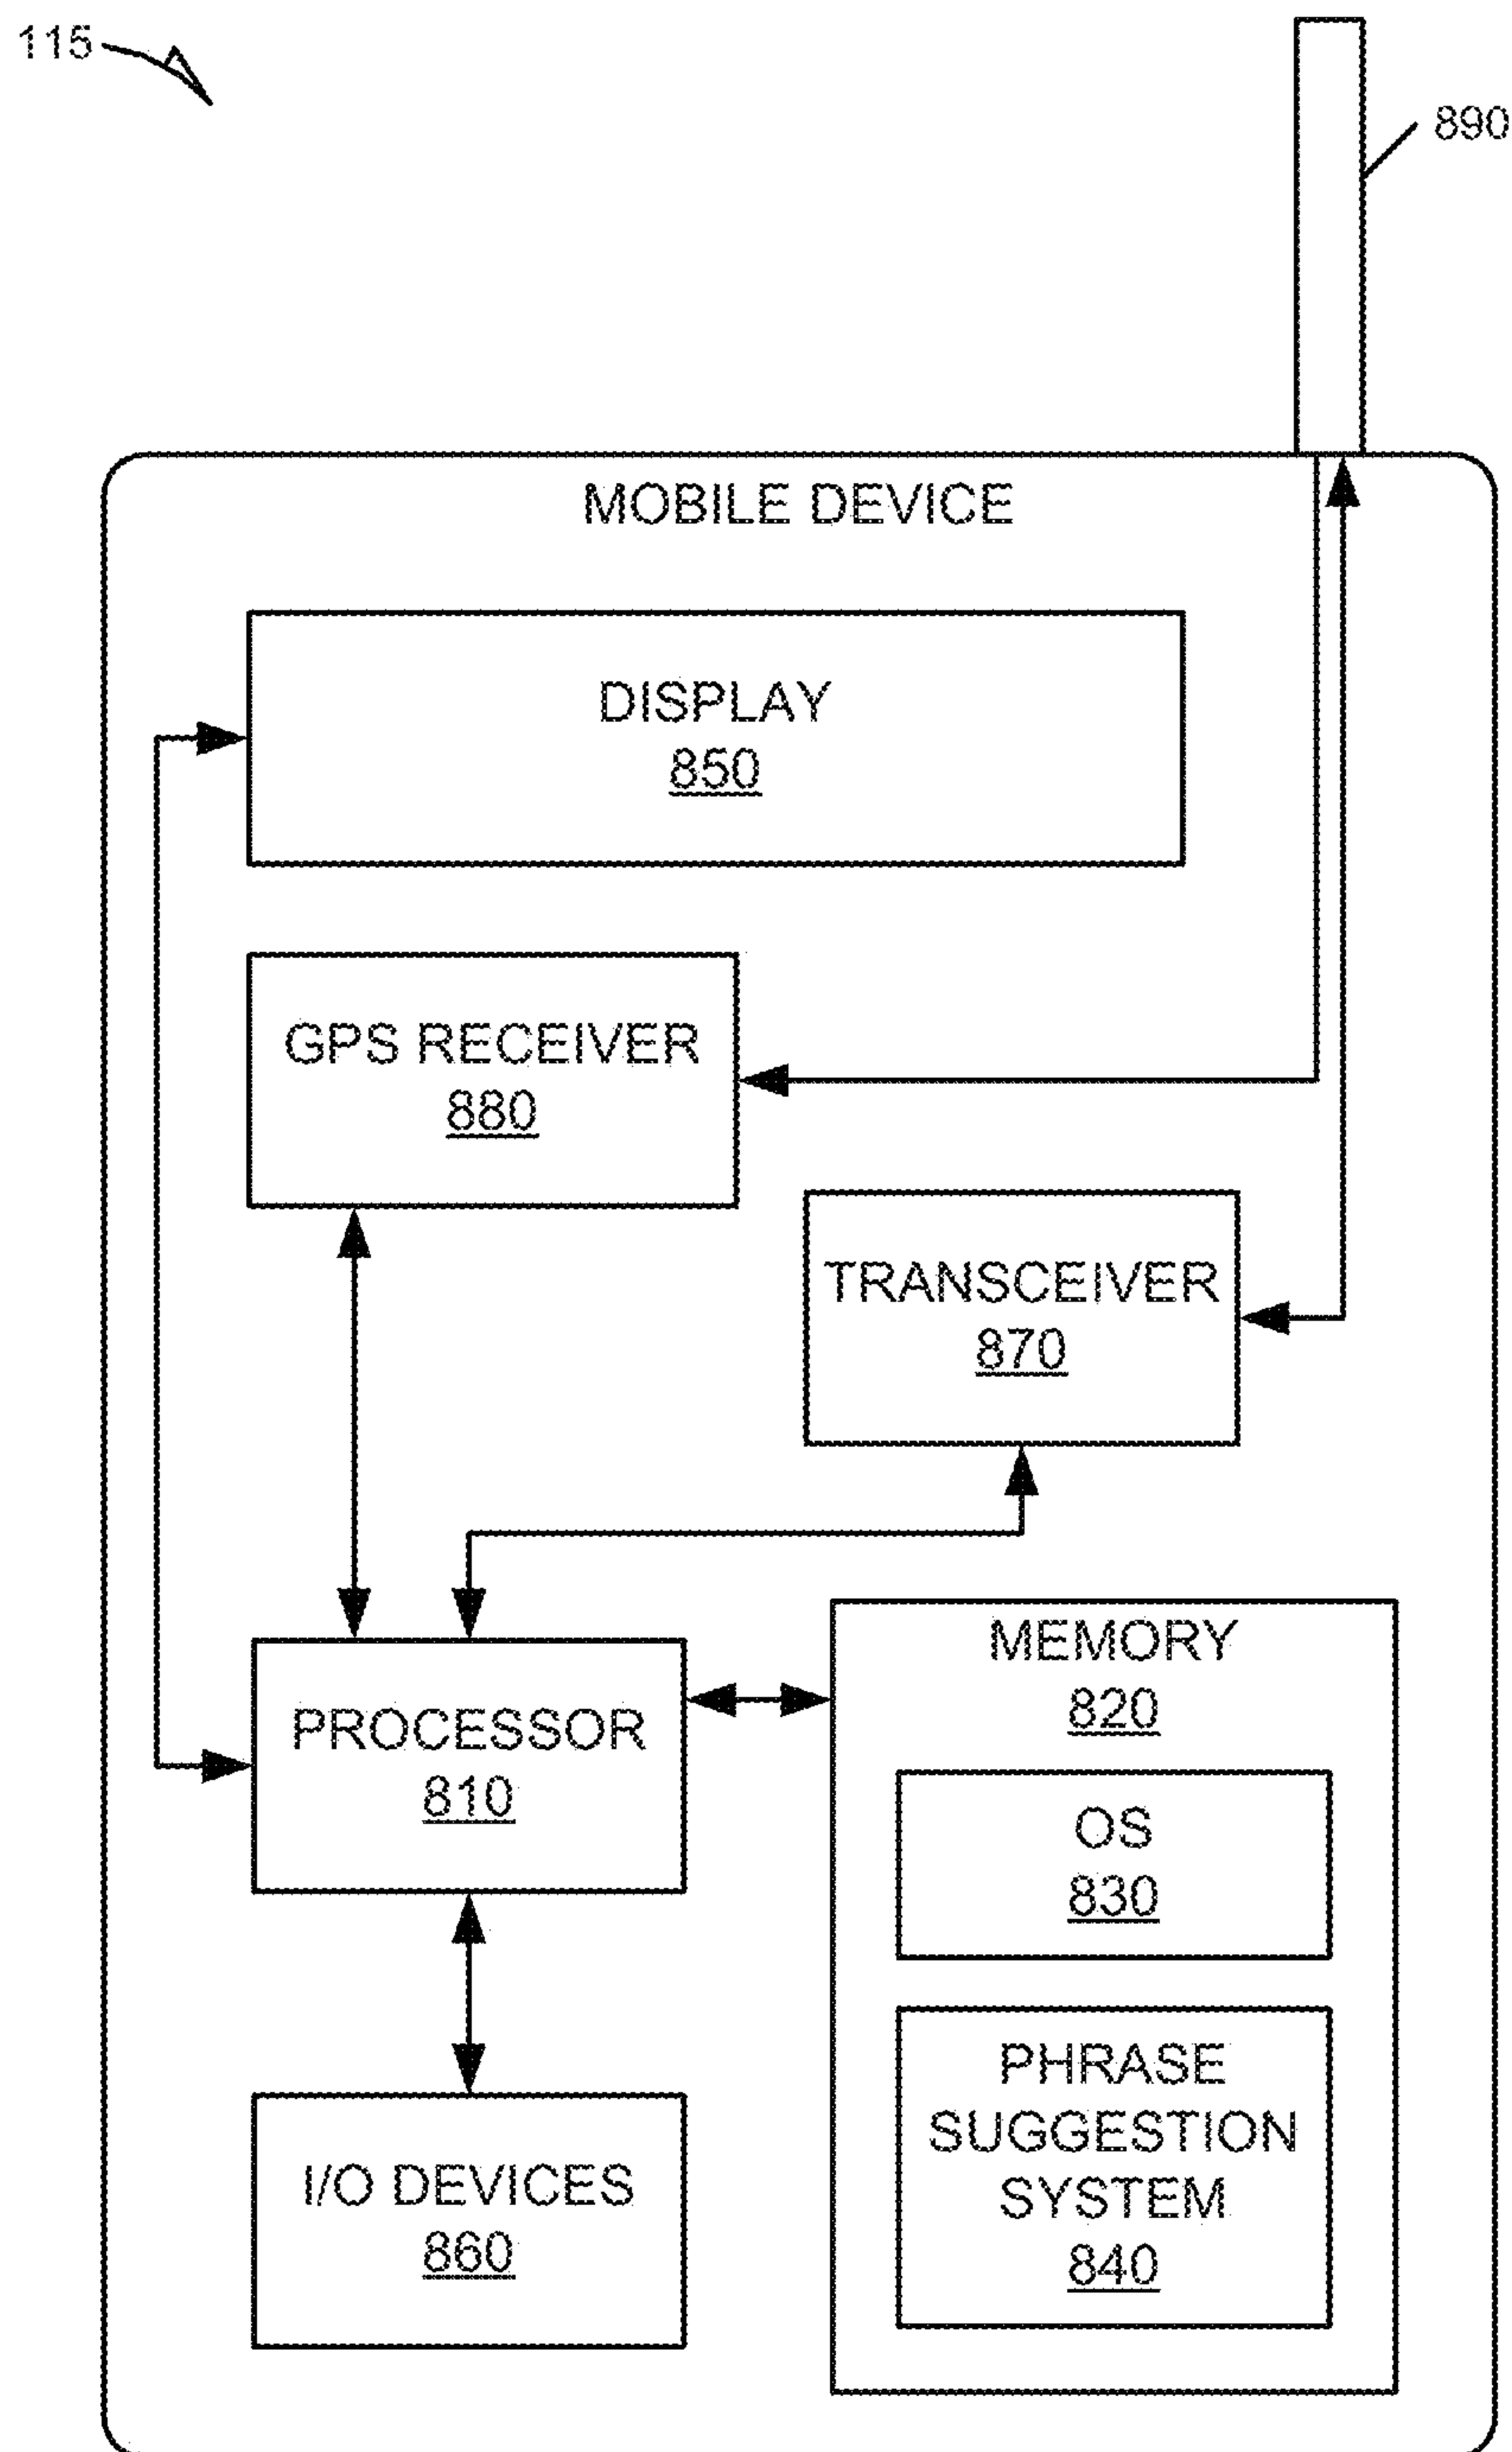 115
890
MOBILE DEVICE
DISPLAY
850
GPS RECEIVER
880
TRANSCEIVER
870
MEMORY
820
PROCESSOR
810
OS
830
PHRASE
SUGGESTION
SYSTEM
840
I/O DEVICES
860